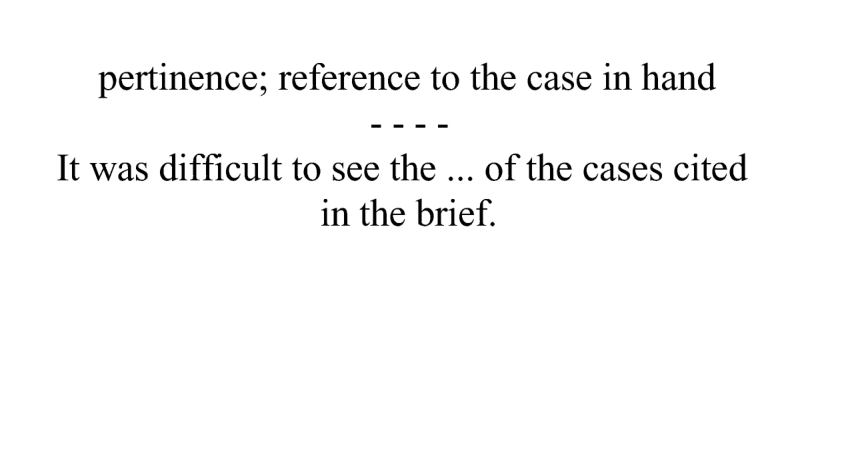 pertinence; reference to the case in hand
- - - -
It was difficult to see the ... of the cases cited
in the brief.